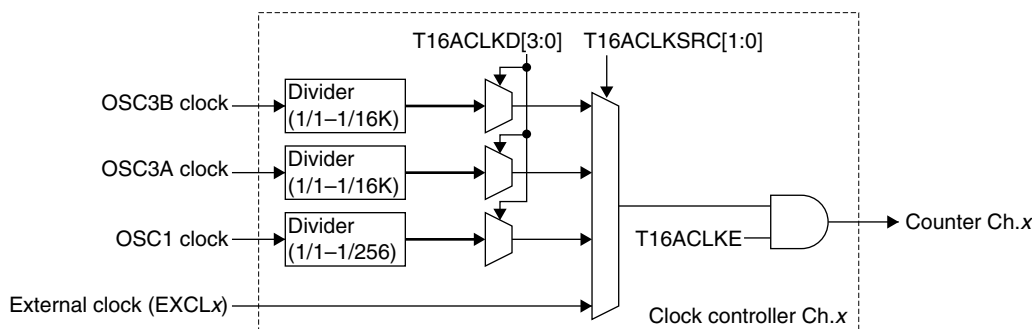 T16ACLKD[3:0] T16ACLKSRC[1:0]
OSC3B clock
Divider
(1/1–1/16K)
OSC3A clock
Divider
(1/1–1/16K)
OSC1 clock
Divider
(1/1–1/256)
T16ACLKE
Counter Ch.x
External clock (EXCLx)
Clock controller Ch.x